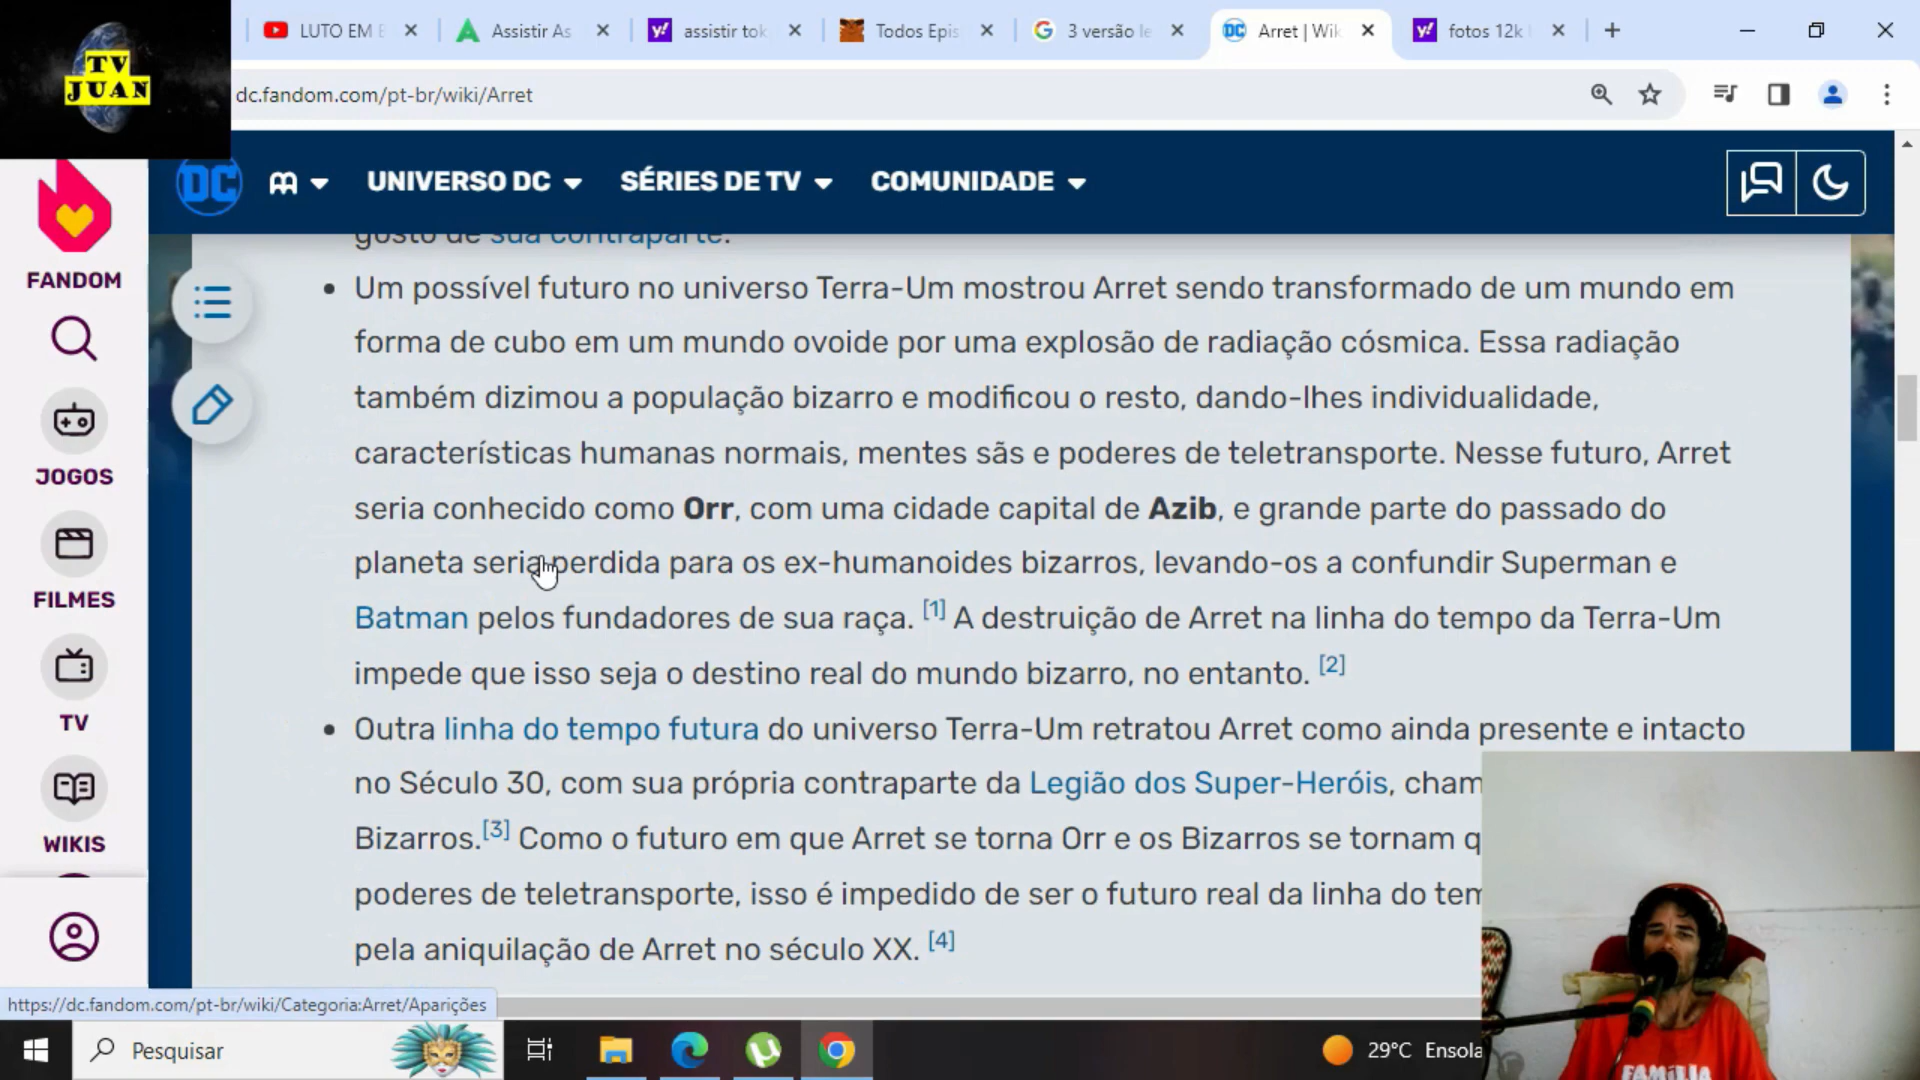 TV
JUAN
LUTO EM
Assistir As
assistir tok
Todos Epis
3 versão le
Arret | Wik
fotos 12k
dc.fandom.com/pt-br/wiki/Arret
DC
UNIVERSO DC
SÉRIES DE TV
COMUNIDADE
FANDOM
JOGOS
FILMES
TV
WIKIS
gosto de sua contraparte.
Um possível futuro no universo Terra-Um mostrou Arret sendo transformado de um mundo em
forma de cubo em um mundo ovoide por uma explosão de radiação cósmica. Essa radiação
também dizimou a população bizarro e modificou o resto, dando-lhes individualidade,
características humanas normais, mentes sãs e poderes de teletransporte. Nesse futuro, Arret
seria conhecido como Orr, com uma cidade capital de Azib, e grande parte do passado do
planeta seria perdida para os ex-humanoides bizarros, levando-os a confundir Superman e
Batman pelos fundadores de sua raça. [1] A destruição de Arret na linha do tempo da Terra-Um
impede que isso seja o destino real do mundo bizarro, no entanto. [2]
Outra linha do tempo futura do universo Terra-Um retratou Arret como ainda presente e intacto
no Século 30, com sua própria contraparte da Legião dos Super-Heróis, cham
Bizarros.[3] Como o futuro em que Arret se torna Orr e os Bizarros se tornam q
poderes de teletransporte, isso é impedido de ser o futuro real da linha do tem
pela aniquilação de Arret no século XX. [4]
https://dc.fandom.com/pt-br/wiki/Categoria:Arret/Aparições
Pesquisar
29°C Ensola
FAMÍLIA